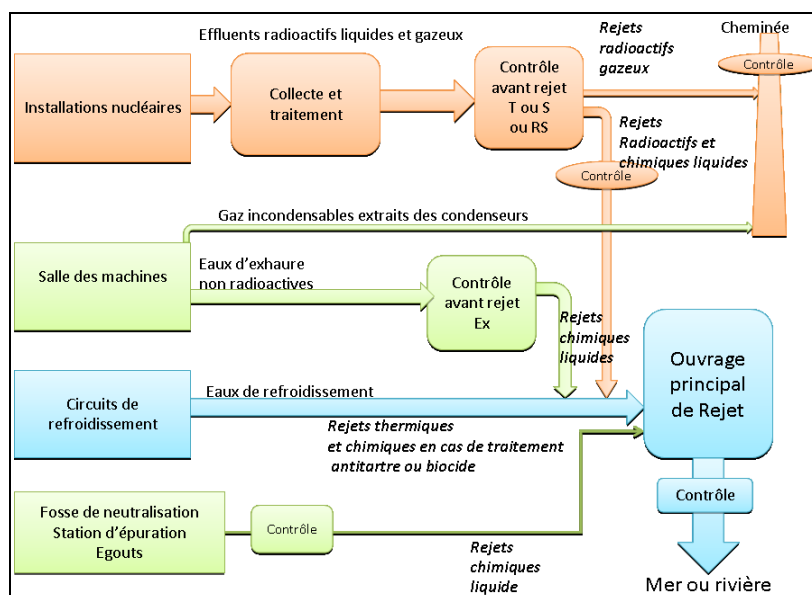 Effluents radioactifs liquides et gazeux
Installations nucléaires
Collecte et
traitement
Contrôle
avant rejet
T ou S
ou RS
Rejets
radioactifs
gazeux
Cheminée
Contrôle
Rejets
Radioactifs et
chimiques liquides
Contrôle
Gaz incondensables extraits des condenseurs
Salle des machines
Eaux d'exhaure
non radioactives
Contrôle
avant rejet
Ex
Rejets
chimiques
liquides
Circuits de
refroidissement
Eaux de refroidissement
Rejets thermiques
et chimiques en cas de traitement
antitartre ou biocide
Ouvrage
principal
de Rejet
Fosse de neutralisation
Station d'épuration
Egouts
Contrôle
Rejets
chimiques
liquide
Contrôle
Mer ou rivière